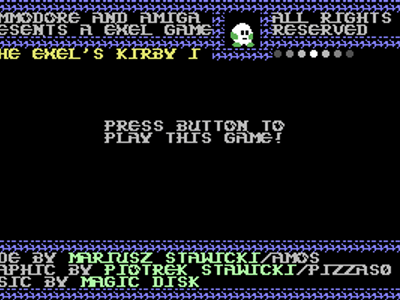 MMODORE AND AMIGA
ESENTS A EXEL GAME
ALL RIGHTS
RESERVED
HE EXEL'S KIRBY I
PRESS BUTTON TO
PLAY THIS GAME!
DE BY MARIUSZ STAWICKI/AMOS
APHIC BY PIOTREK STAWICKI/PIZZASO
SIC BY MAGIC DISK